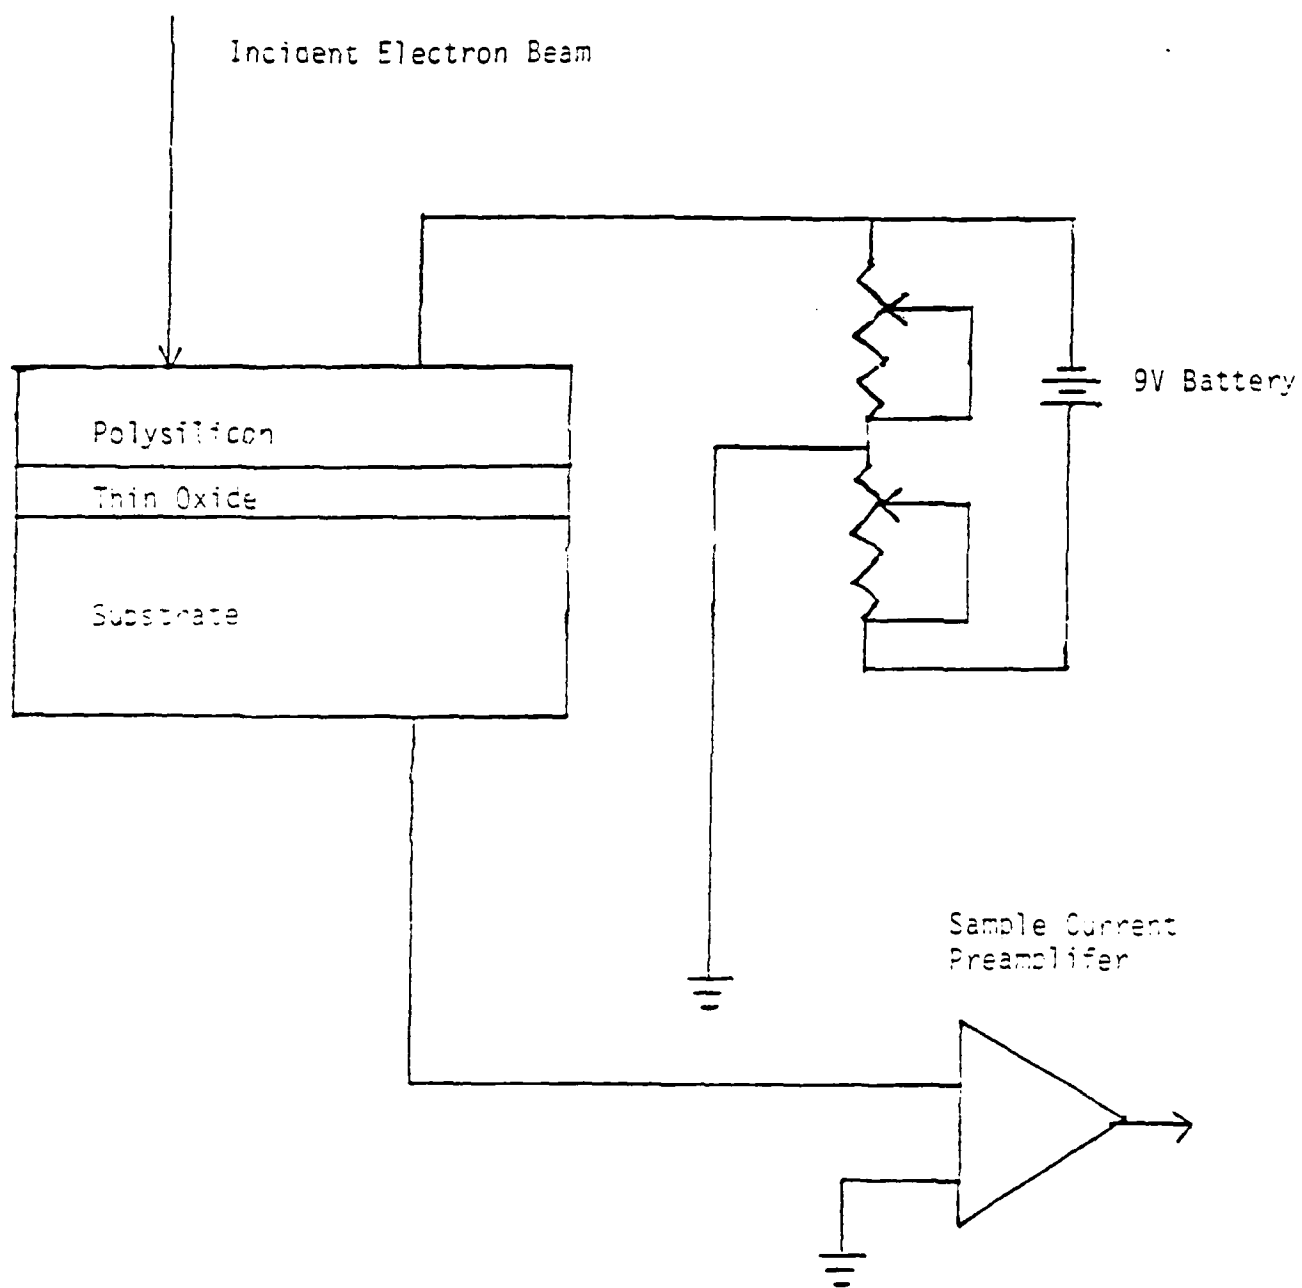 Incident Electron Beam
9V Battery
Polysilicon
Thin Oxide
Substrate
Sample Current
Preamplifer